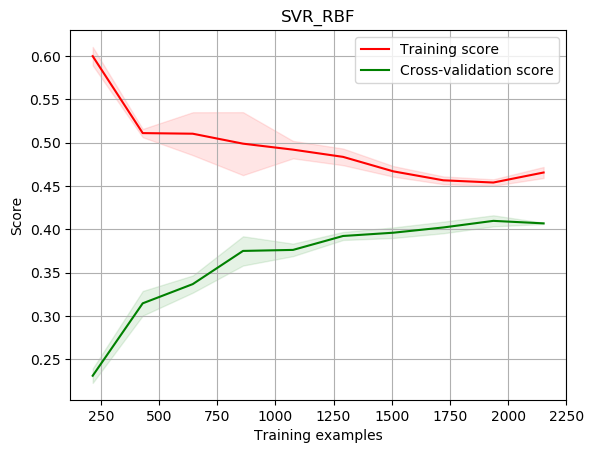 SVR_RBF
Training score
Cross-validation score
0.60
0.55
0.50
0.45
0.40
0.35
0.30
0.25
Score
250 500 750 1000 1250 1500 1750 2000 2250
Training examples